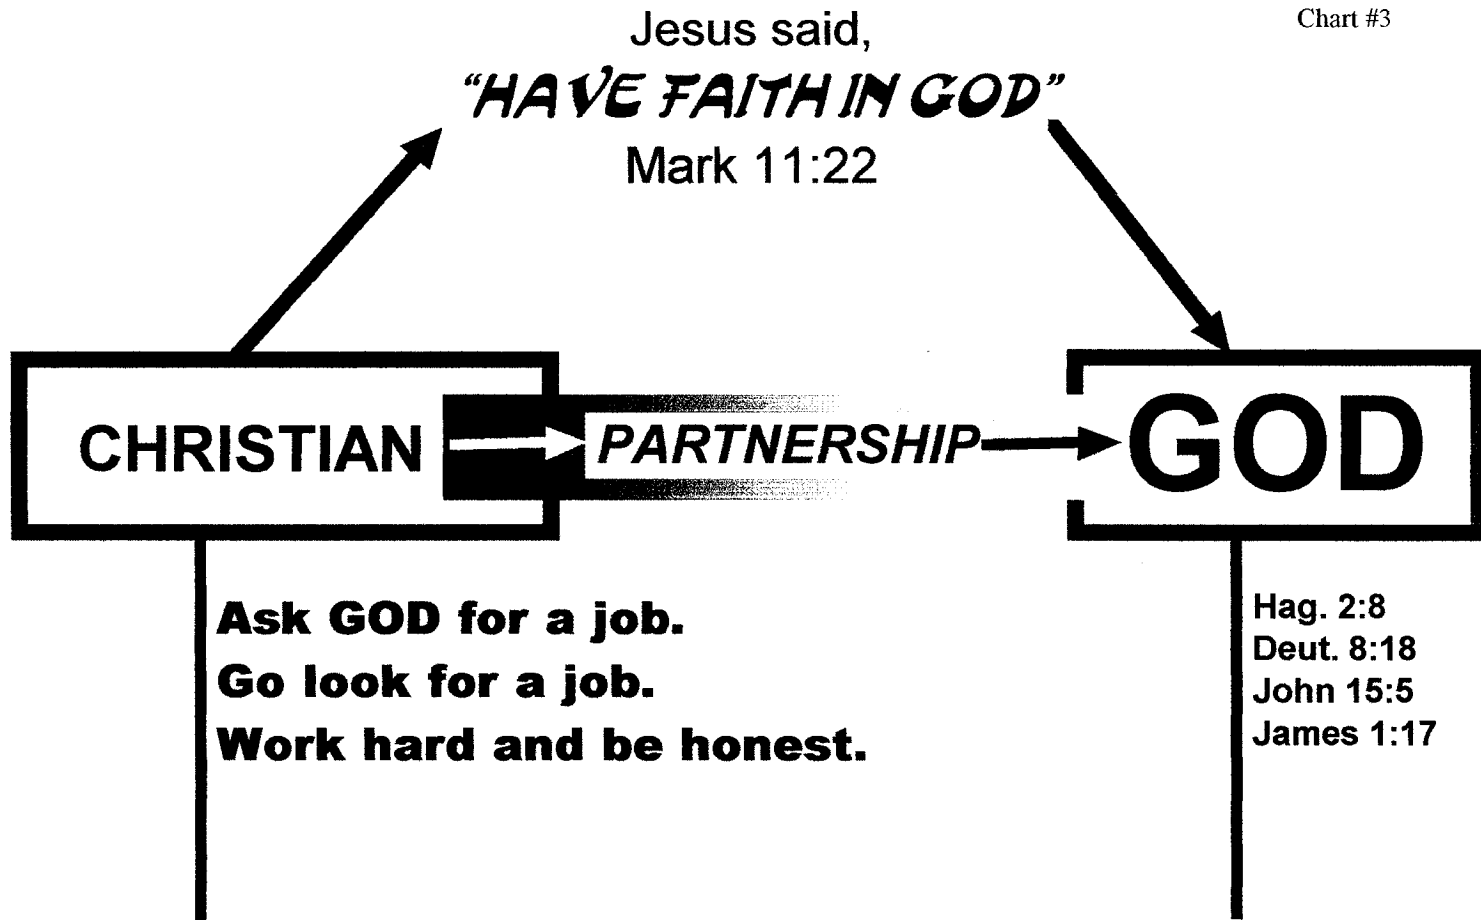 Chart #3
Jesus said,
"HAVE FAITH IN GOD"
Mark 11:22
CHRISTIAN
PARTNERSHIP
GOD
Ask GOD for a job.
Go look for a job.
Work hard and be honest.
Hag. 2:8
Deut. 8:18
John 15:5
James 1:17